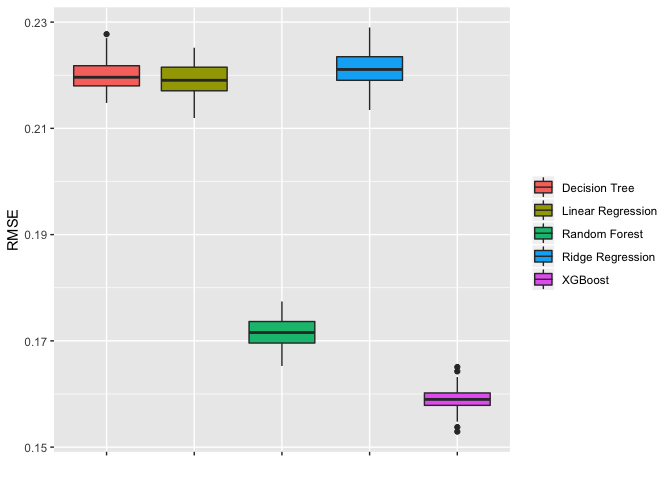 0.23
0.21
0.19
0.17
0.15
RMSE
Decision Tree
Linear Regression
Random Forest
Ridge Regression
XGBoost